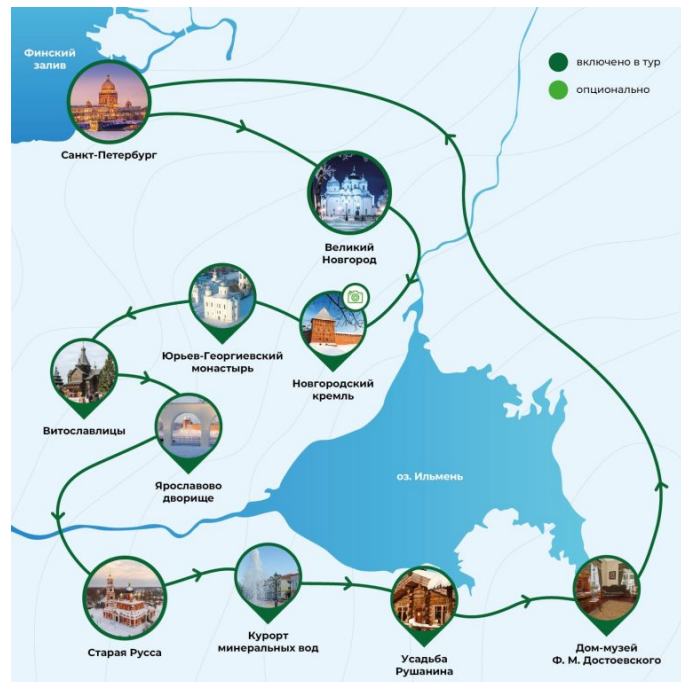 Финский
залив
включено в тур
опционально
Санкт-Петербург
Великий
Новгород
Юрьев-Георгиевский
монастырь
Новгородский
кремль
Витославлицы
Ярославово
дворище
оз. Ильмень
Старая Русса
Курорт
минеральных вод
Усадьба
Рушанина
Дом-музей
Ф. М. Достоевского